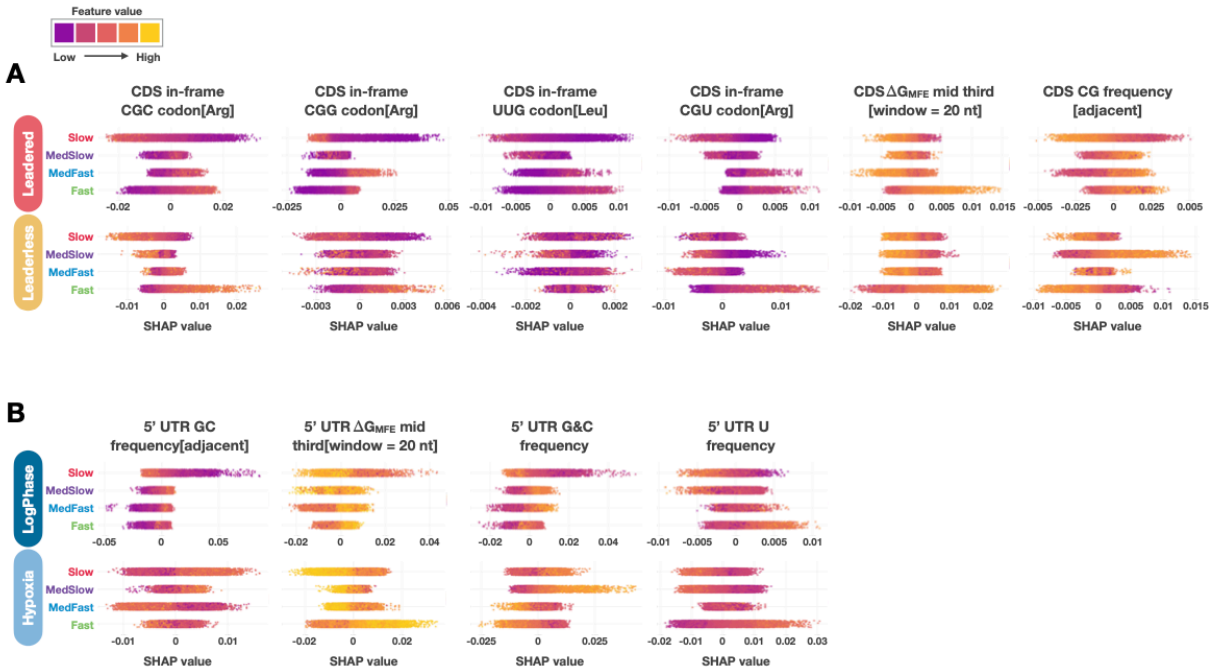 Feature value
Low High
A
CDS in-frame CGC codon[Arg]
CDS in-frame CGG codon[Arg]
CDS in-frame UUG codon[Leu]
CDS in-frame CGU codon[Arg]
CDS ΔGMFE mid third [window = 20 nt]
CDS CG frequency [adjacent]
Leadered
Slow
MedSlow
MedFast
Fast
-0.02 0 0.02
-0.025 0 0.025 0.05
-0.01 -0.005 0 0.005 0.01
-0.01 -0.005 0 0.005 0.01
-0.01 -0.005 0 0.005 0.01 0.015
-0.005 0 0.025 0.005
Leaderless
Slow
MedSlow
MedFast
Fast
-0.01 0 0.01 0.02
-0.003 0 0.003 0.006
-0.004 -0.002 0 0.002
0 0.01
-0.02 -0.01 0 0.01 0.02
-0.01 -0.005 0 0.005 0.01 0.015
SHAP value SHAP value SHAP value SHAP value SHAP value SHAP value
B
5' UTR GC frequency[adjacent]
5' UTR ΔGMFE mid third[window = 20 nt]
5' UTR G&C frequency
5' UTR U frequency
LogPhase
Slow
MedSlow
MedFast
Fast
-0.05 0 0.05
-0.02 0 0.02 0.04
-0.02 0 0.02 0.04
-0.01 -0.005 0 0.005 0.01
Hypoxia
Slow
MedSlow
MedFast
Fast
-0.01 0 0.01
-0.02 0 0.02
-0.025 0 0.025
-0.02 -0.01 0 0.01 0.02 0.03
SHAP value SHAP value SHAP value SHAP value